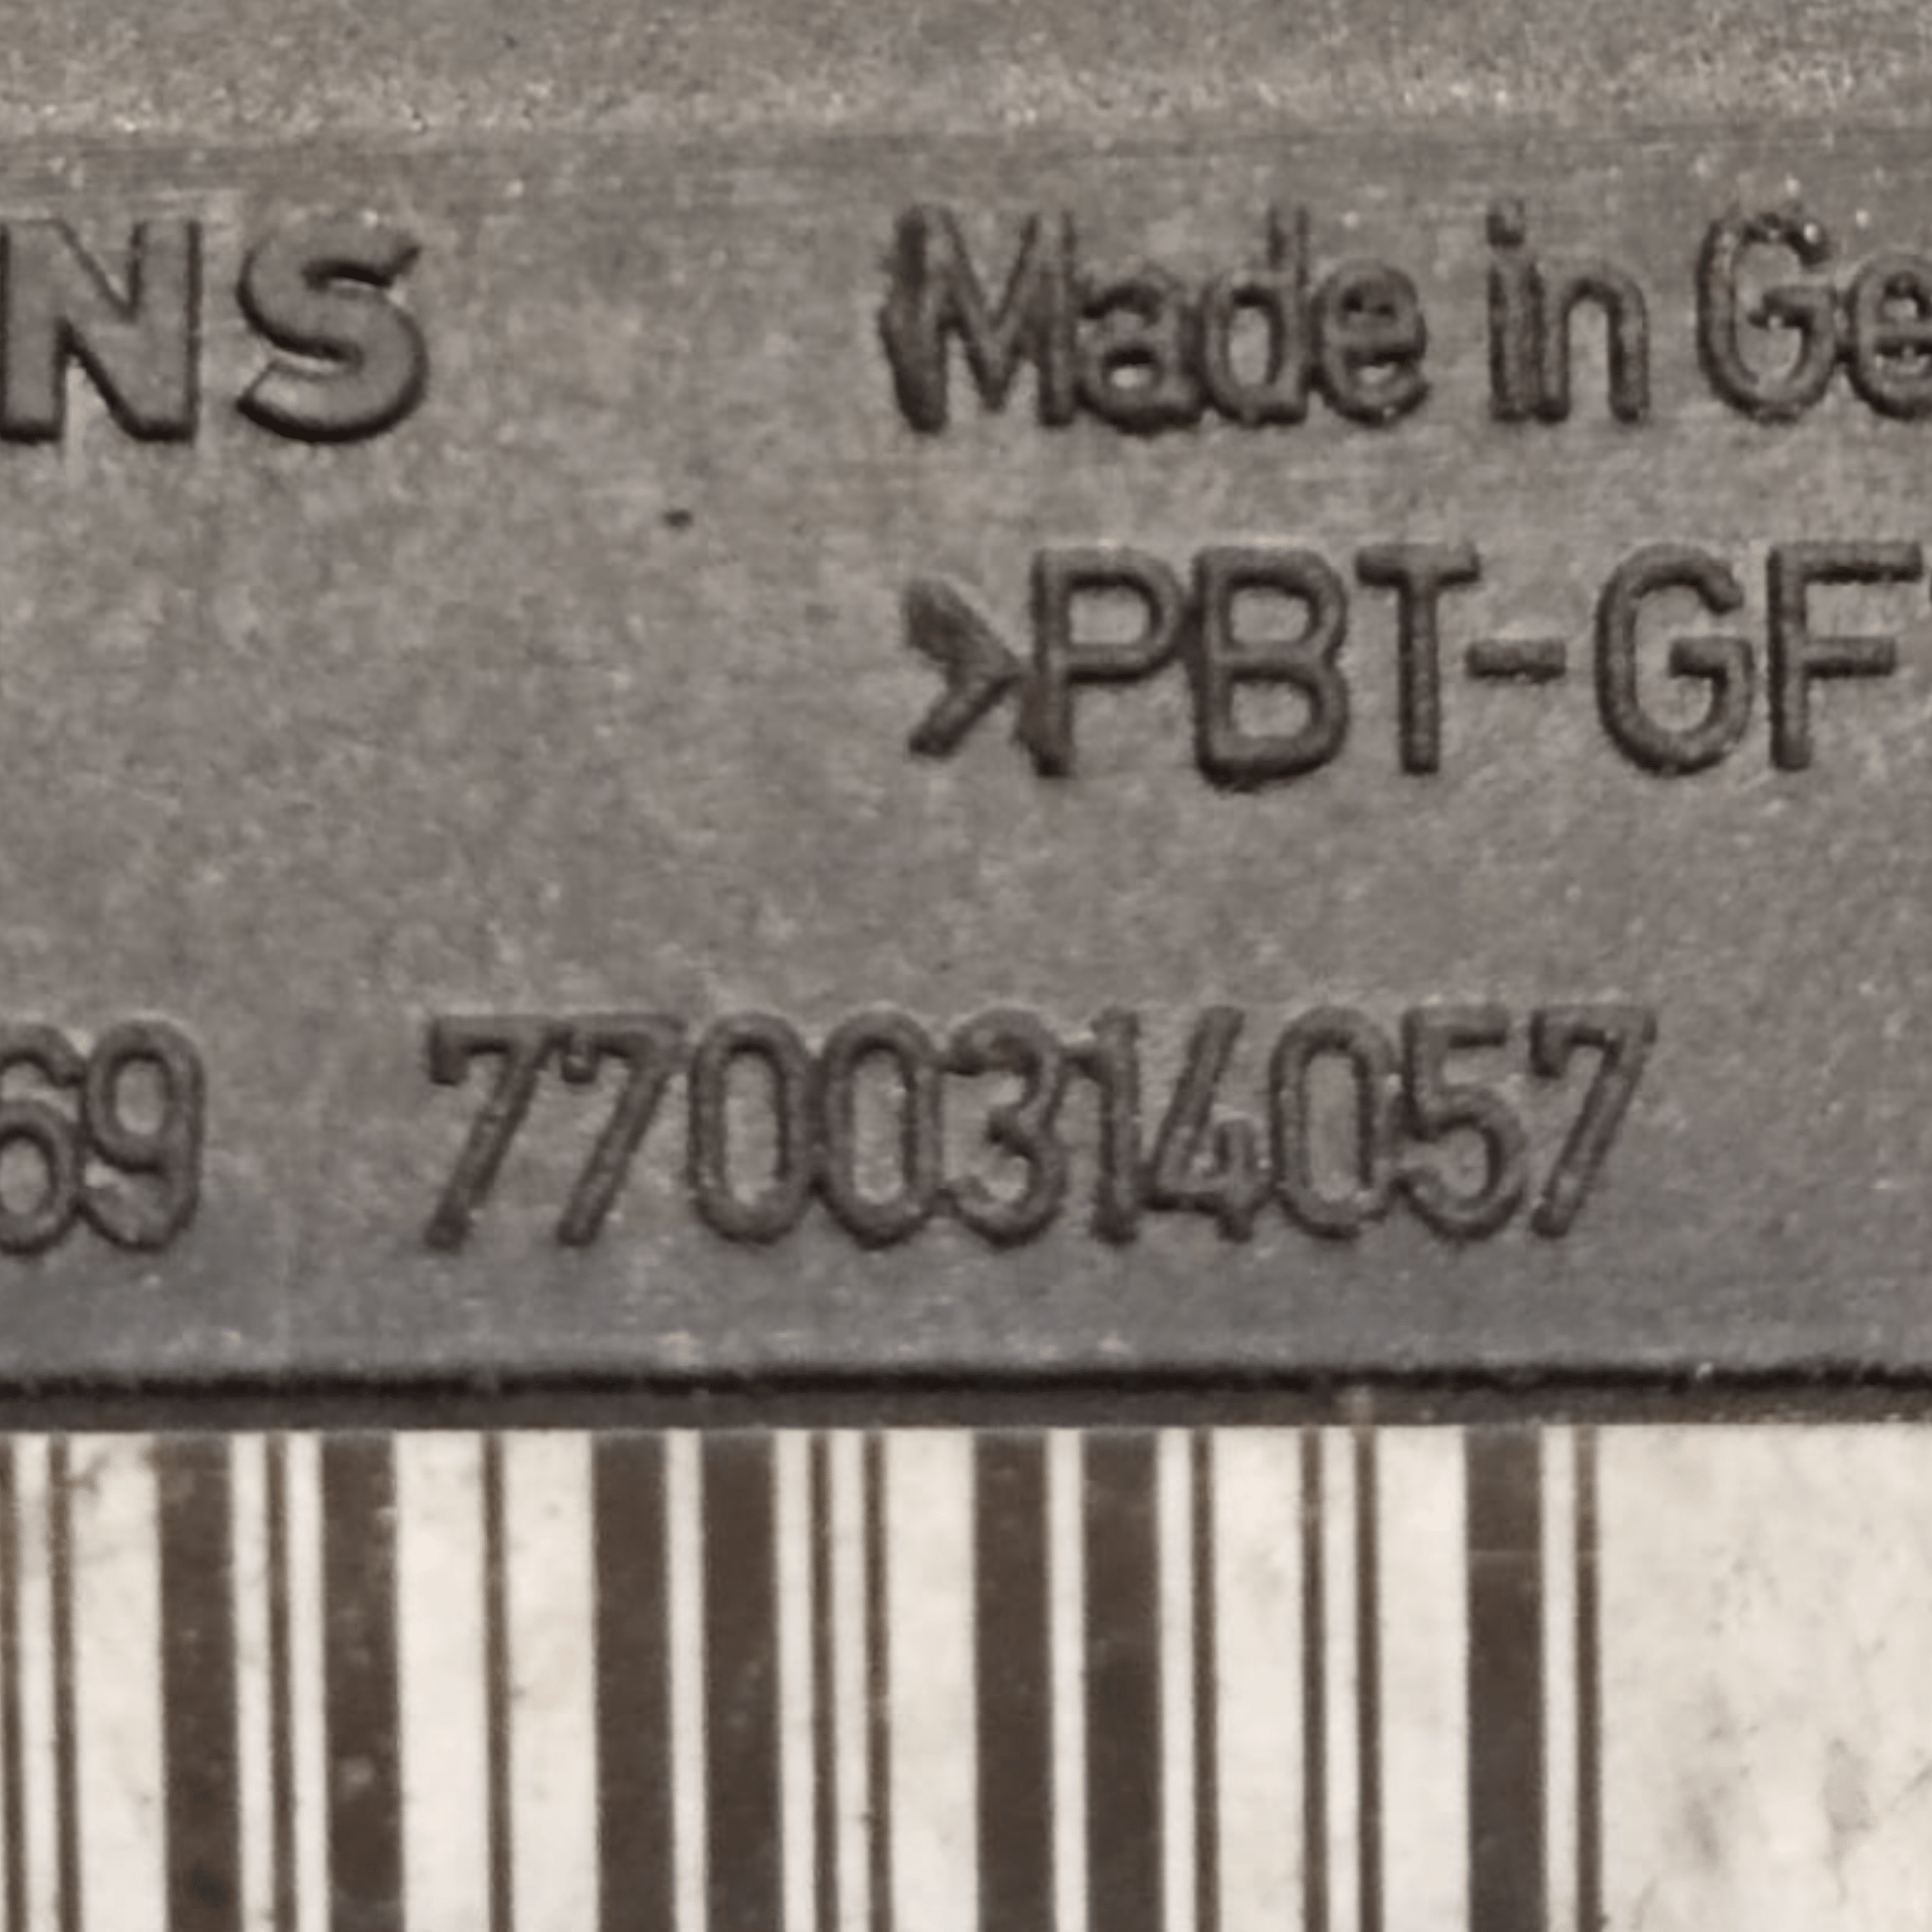 NS Made in Ge
>PBT-GF
69 7700314057